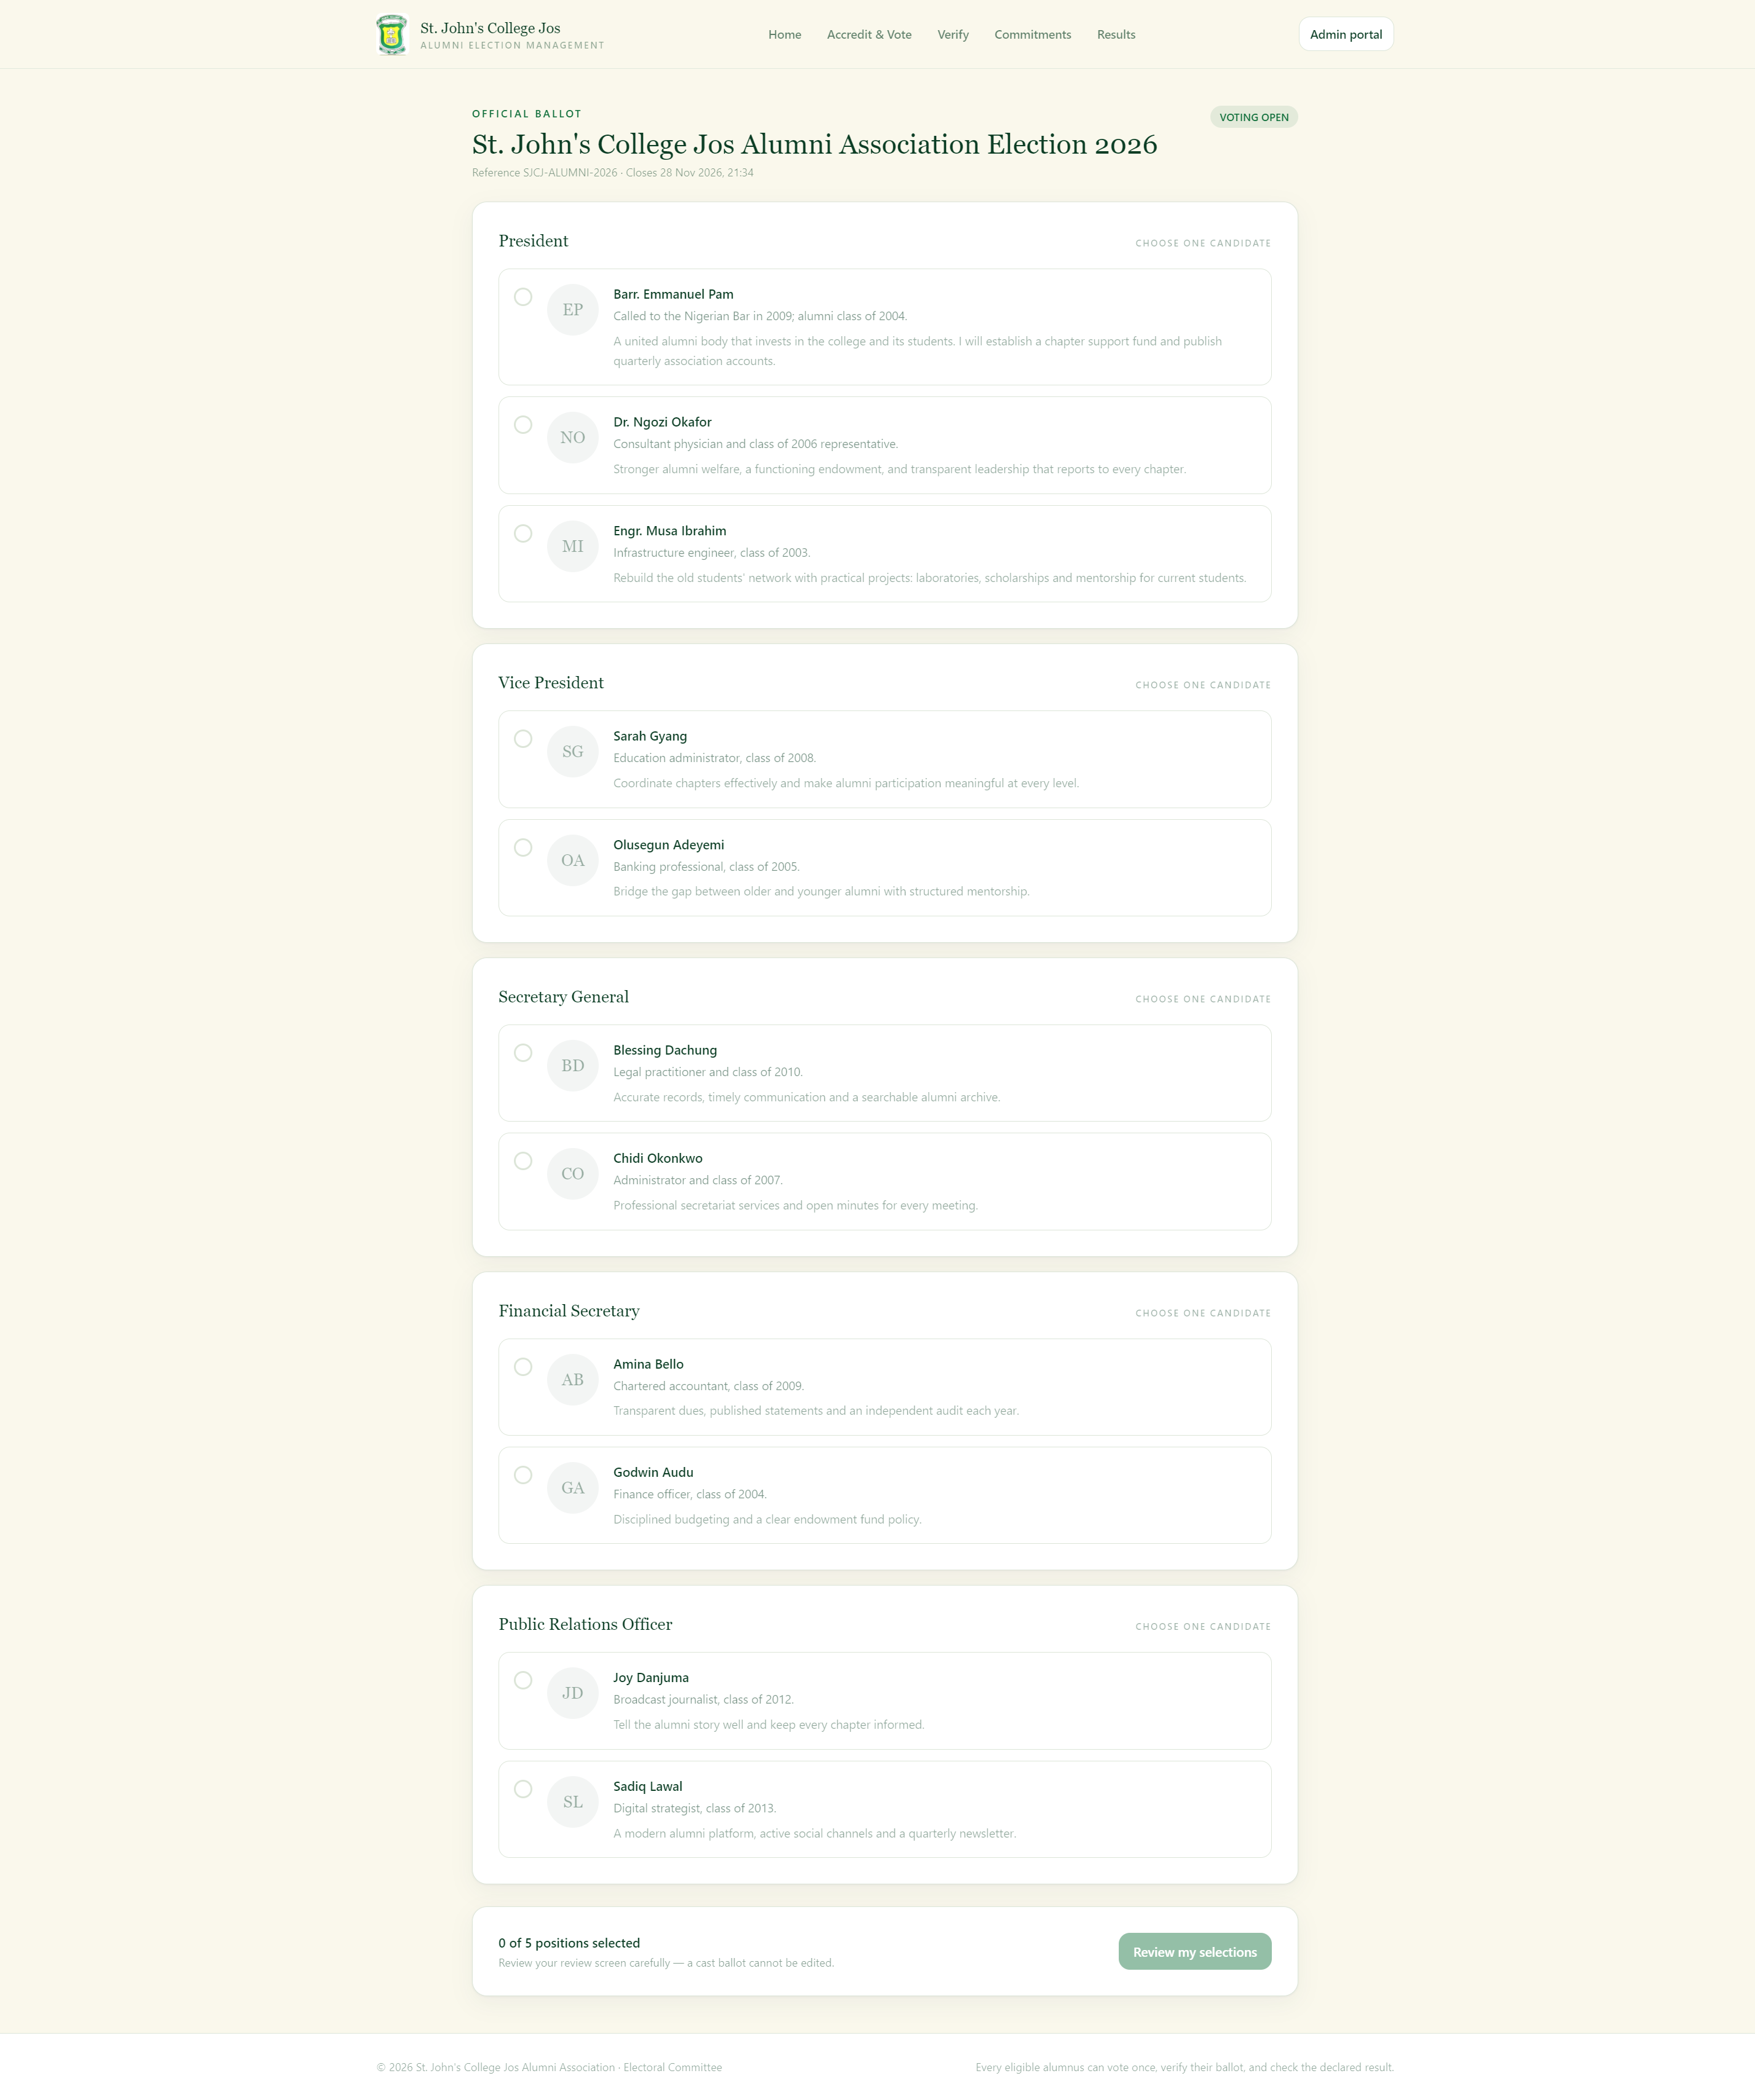 St. John's College Jos
ALUMNI ELECTION MANAGEMENT
Home Accredit & Vote Verify Commitments Results
Admin portal
OFFICIAL BALLOT
VOTING OPEN
St. John's College Jos Alumni Association Election 2026
Reference SJCJ-ALUMNI-2026 · Closes 28 Nov 2026, 21:34
President
CHOOSE ONE CANDIDATE
EP
Barr. Emmanuel Pam
Called to the Nigerian Bar in 2009; alumni class of 2004.
A united alumni body that invests in the college and its students. I will establish a chapter support fund and publish
quarterly association accounts.
NO
Dr. Ngozi Okafor
Consultant physician and class of 2006 representative.
Stronger alumni welfare, a functioning endowment, and transparent leadership that reports to every chapter.
MI
Engr. Musa Ibrahim
Infrastructure engineer, class of 2003.
Rebuild the old students' network with practical projects: laboratories, scholarships and mentorship for current students.
Vice President
CHOOSE ONE CANDIDATE
SG
Sarah Gyang
Education administrator, class of 2008.
Coordinate chapters effectively and make alumni participation meaningful at every level.
OA
Olusegun Adeyemi
Banking professional, class of 2005.
Bridge the gap between older and younger alumni with structured mentorship.
Secretary General
CHOOSE ONE CANDIDATE
BD
Blessing Dachung
Legal practitioner and class of 2010.
Accurate records, timely communication and a searchable alumni archive.
CO
Chidi Okonkwo
Administrator and class of 2007.
Professional secretariat services and open minutes for every meeting.
Financial Secretary
CHOOSE ONE CANDIDATE
AB
Amina Bello
Chartered accountant, class of 2009.
Transparent dues, published statements and an independent audit each year.
GA
Godwin Audu
Finance officer, class of 2004.
Disciplined budgeting and a clear endowment fund policy.
Public Relations Officer
CHOOSE ONE CANDIDATE
JD
Joy Danjuma
Broadcast journalist, class of 2012.
Tell the alumni story well and keep every chapter informed.
SL
Sadiq Lawal
Digital strategist, class of 2013.
A modern alumni platform, active social channels and a quarterly newsletter.
0 of 5 positions selected
Review your review screen carefully — a cast ballot cannot be edited.
Review my selections
© 2026 St. John's College Jos Alumni Association · Electoral Committee
Every eligible alumnus can vote once, verify their ballot, and check the declared result.